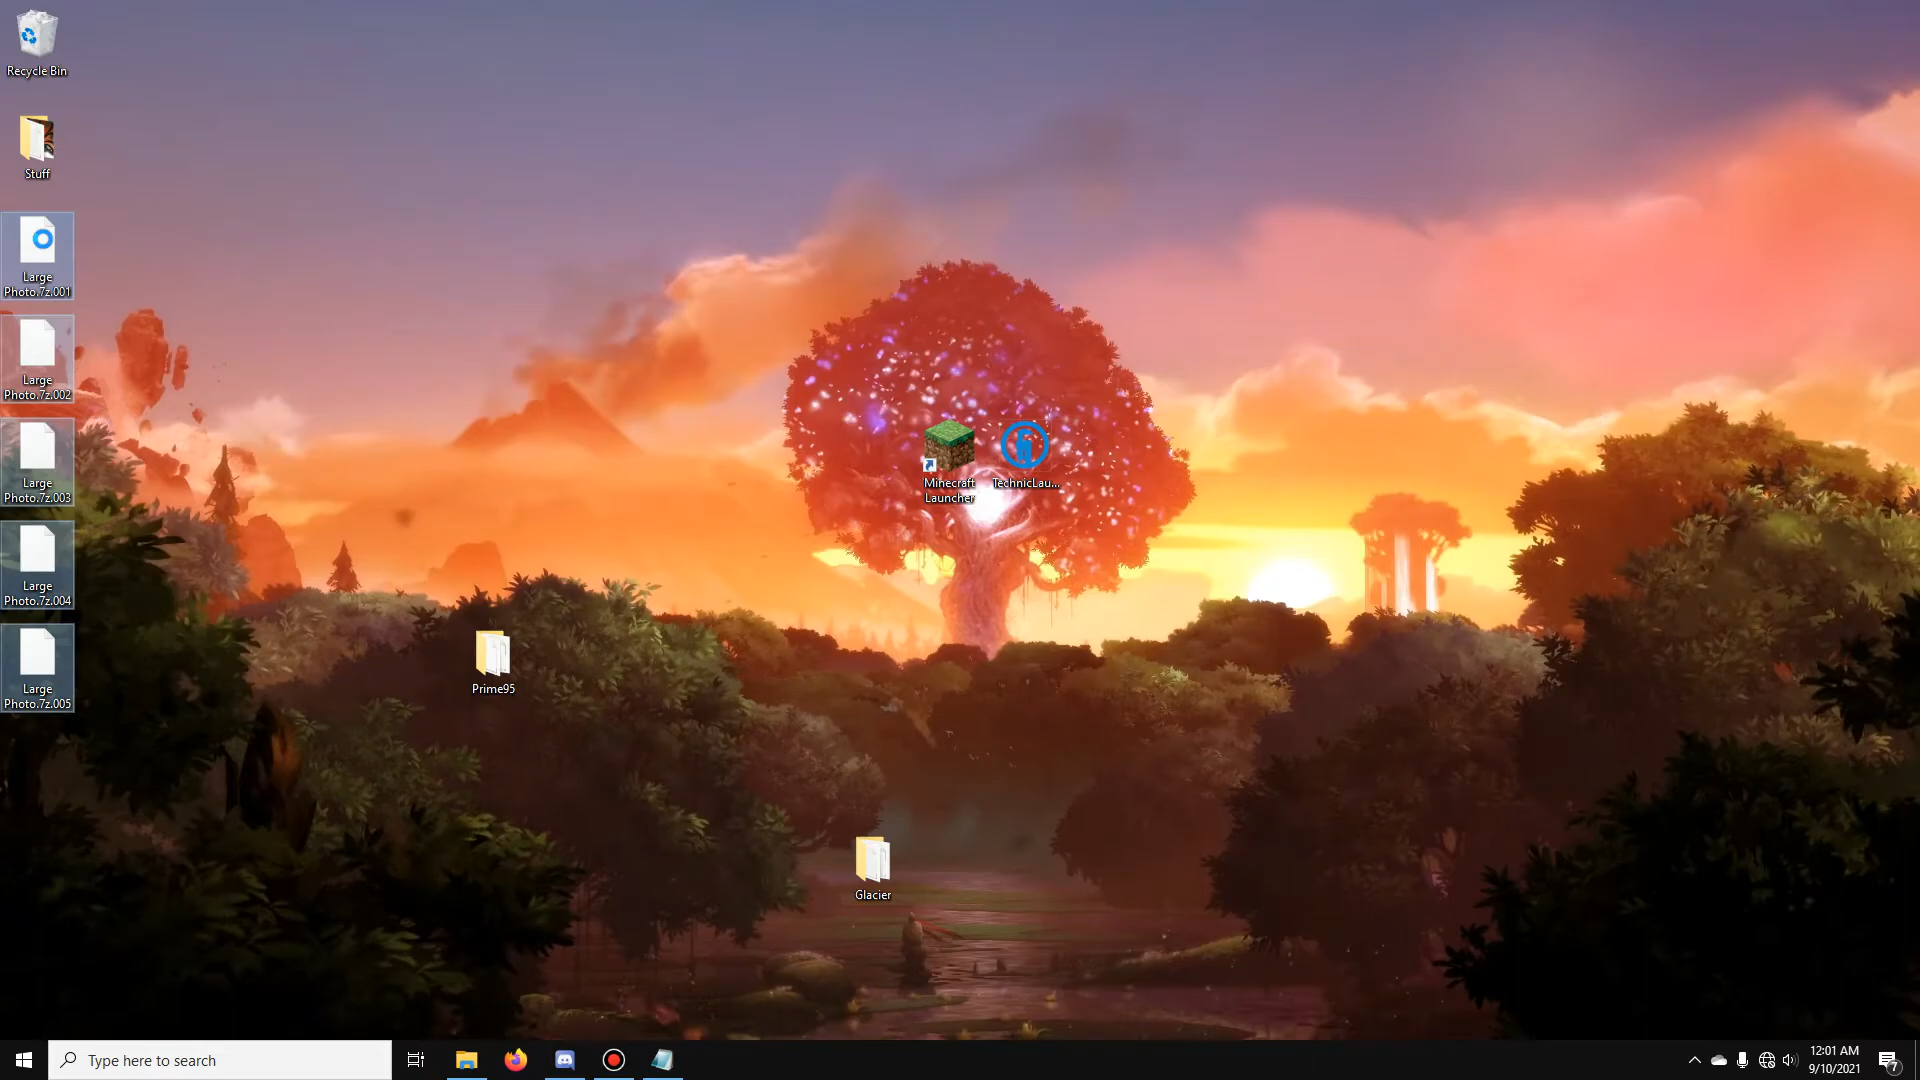 Recycle Bin
Stuff
Large
Photo.7z.001
Large
Photo.7z.002
Large
Photo.7z.003
Large
Photo.7z.004
Large
Photo.7z.005
Minecraft
Launcher
TechnicLau...
Prime95
Glacier
Type here to search
12:01 AM
9/10/2021
7